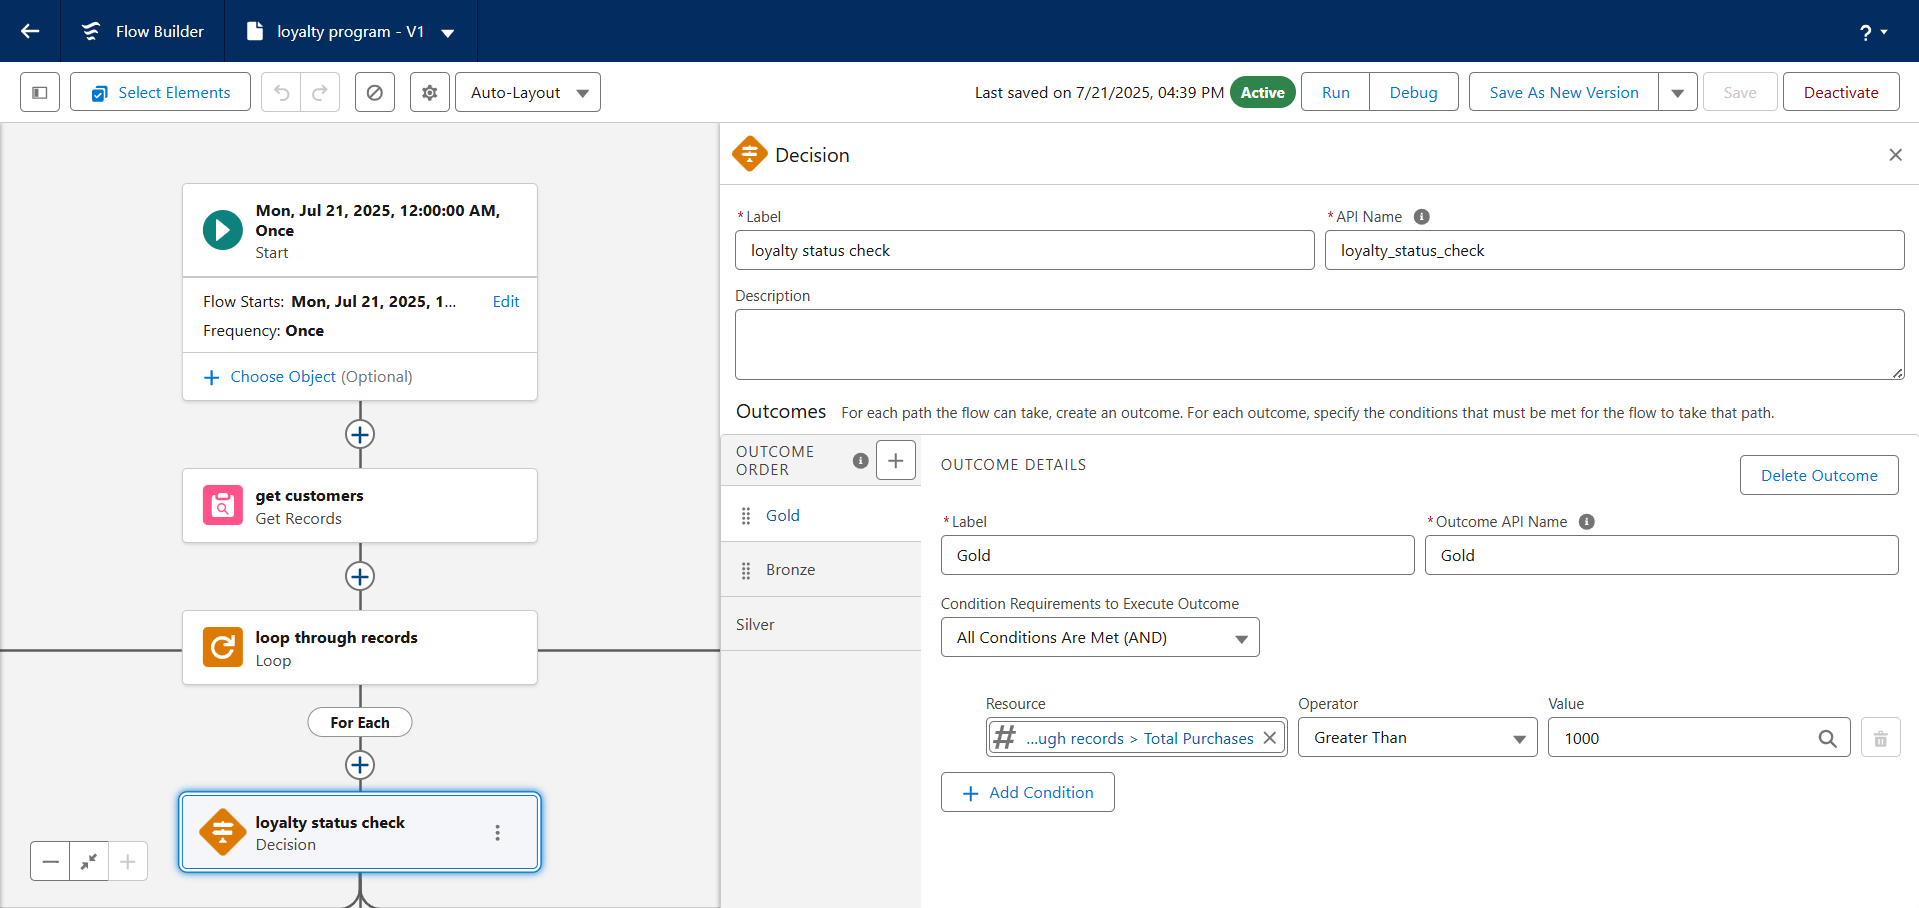 Flow Builder
loyalty program - V1
?
Select Elements
Auto-Layout
Last saved on 7/21/2025, 04:39 PM
Active
Run
Debug
Save As New Version
Save
Deactivate
Mon, Jul 21, 2025, 12:00:00 AM,
Once
Start
Flow Starts: Mon, Jul 21, 2025, 1...
Edit
Frequency: Once
Choose Object (Optional)
get customers
Get Records
loop through records
Loop
For Each
loyalty status check
Decision
Decision
* Label
loyalty status check
* API Name
loyalty_status_check
Description
Outcomes
For each path the flow can take, create an outcome. For each outcome, specify the conditions that must be met for the flow to take that path.
OUTCOME
ORDER
Gold
Bronze
Silver
OUTCOME DETAILS
Delete Outcome
* Label
Gold
* Outcome API Name
Gold
Condition Requirements to Execute Outcome
All Conditions Are Met (AND)
Resource
...ugh records > Total Purchases
Operator
Greater Than
Value
1000
Add Condition